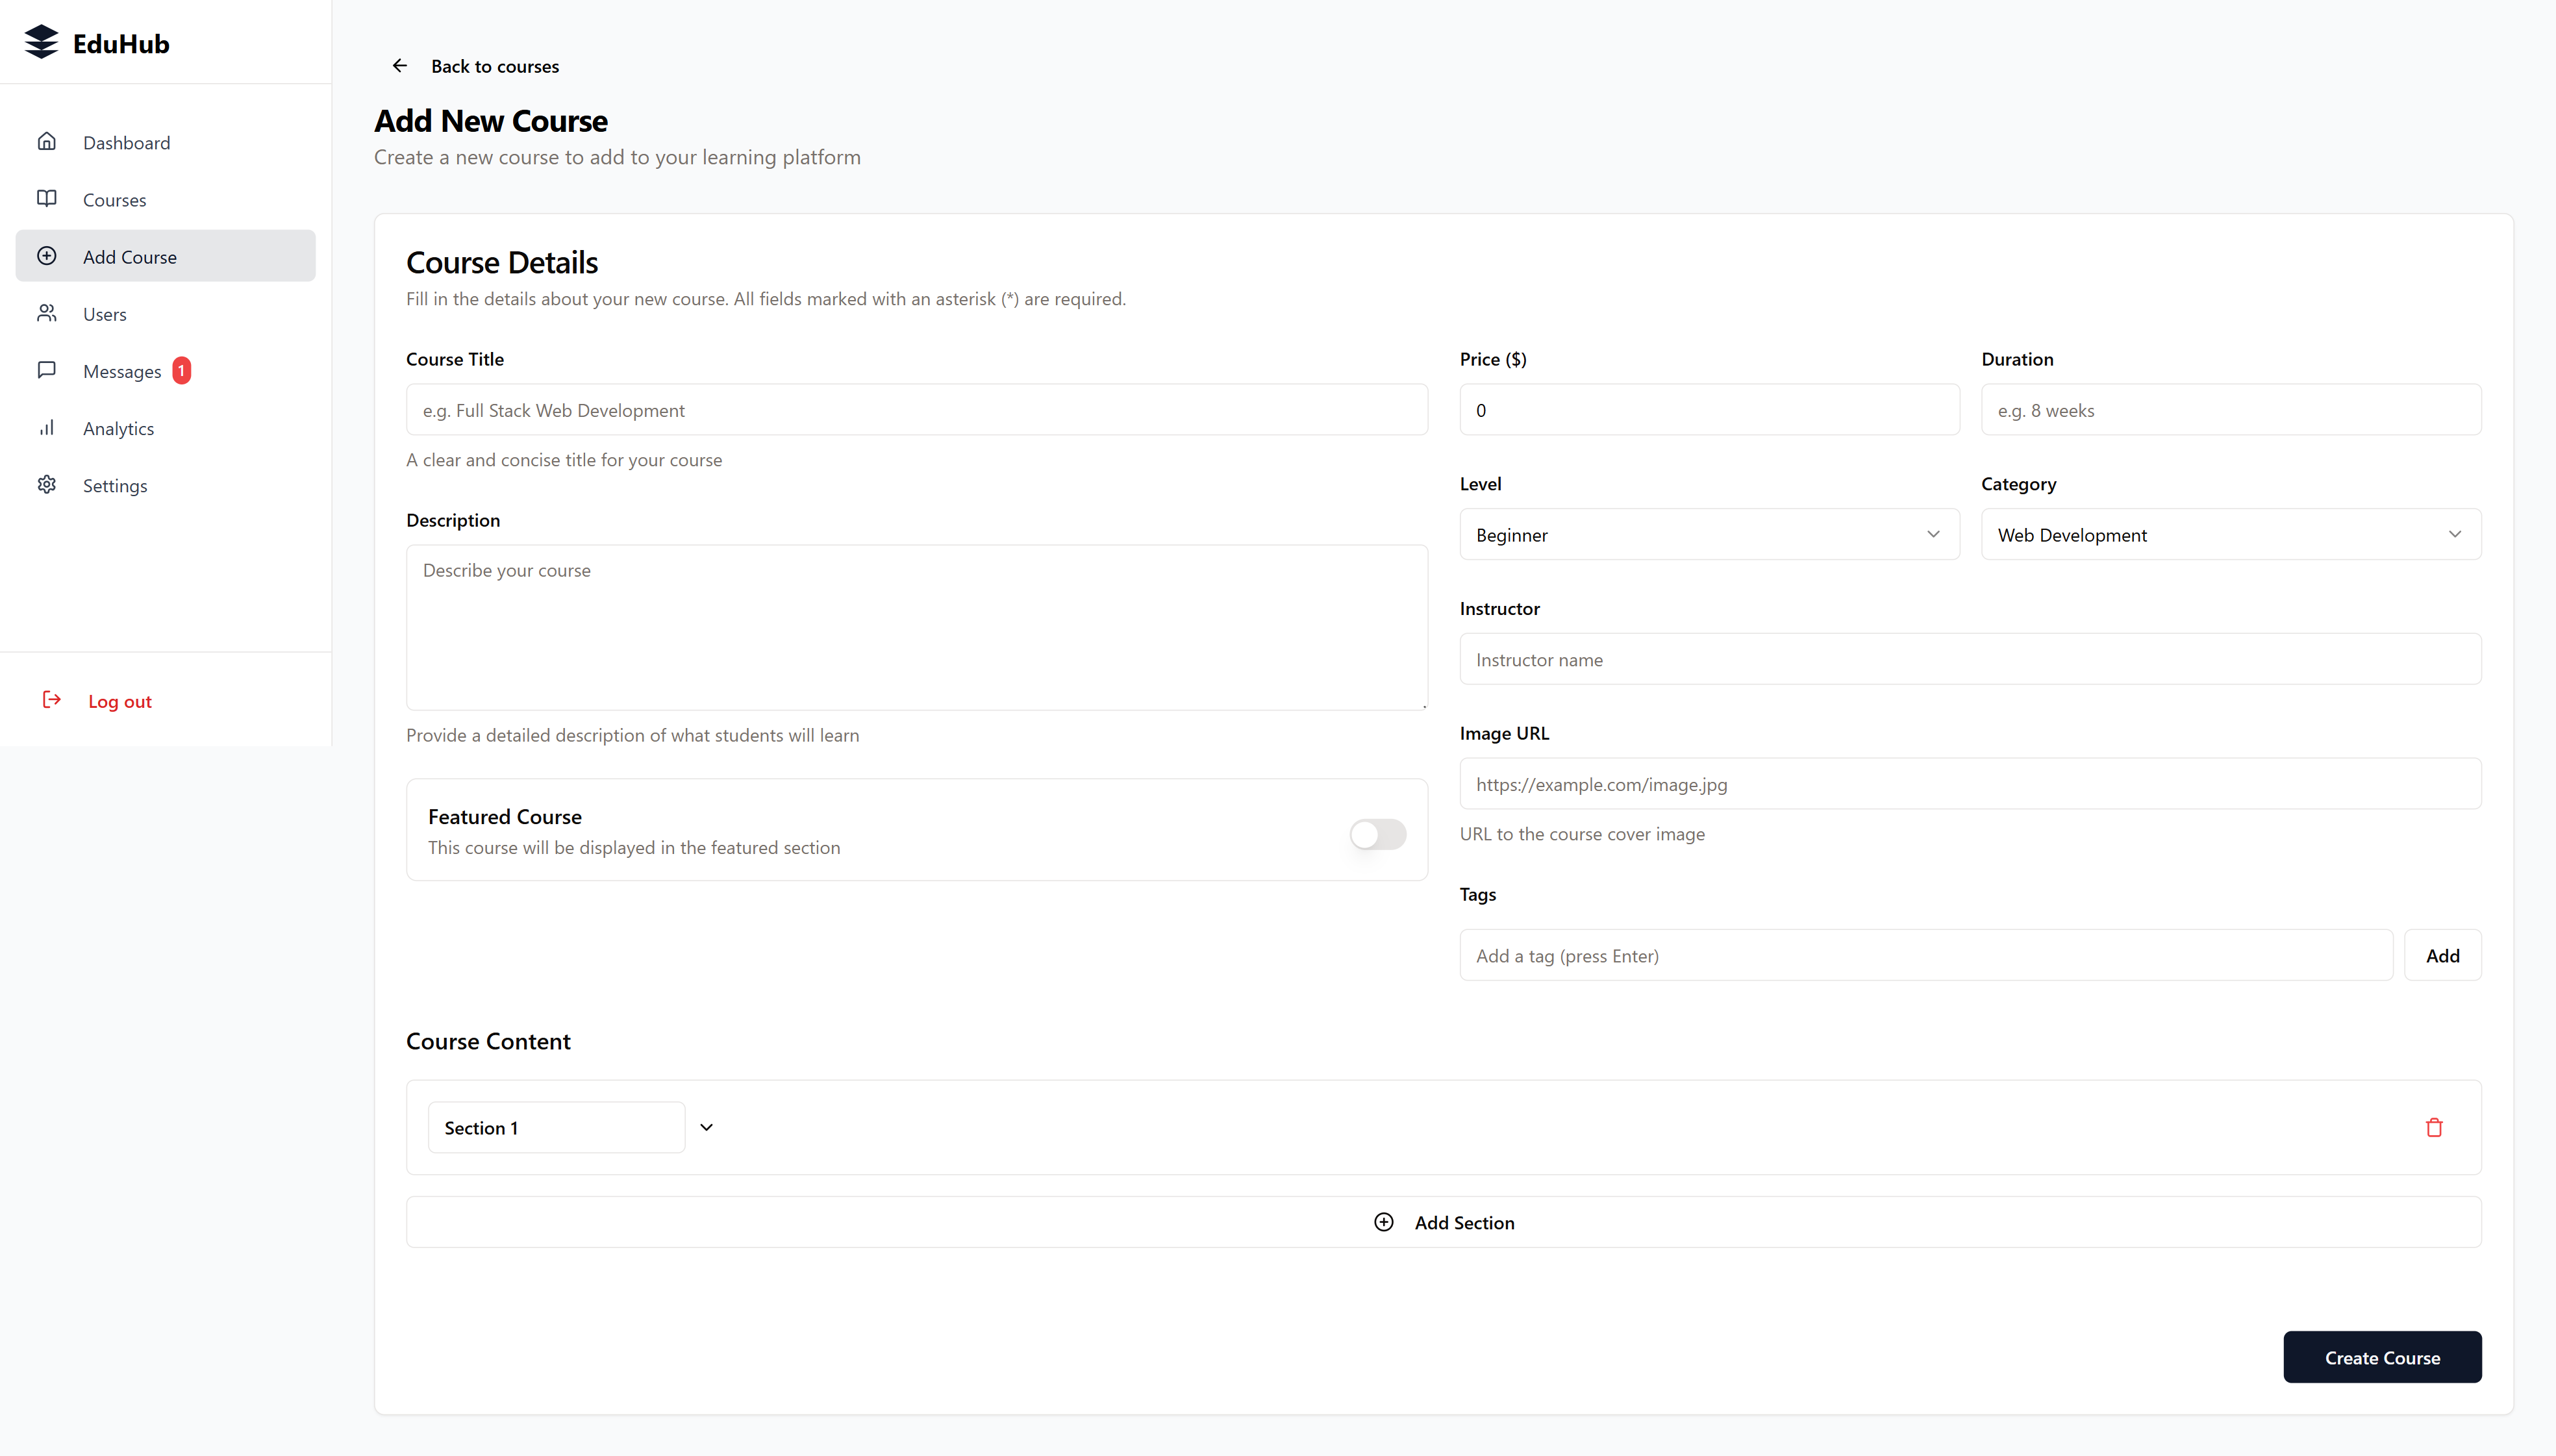 EduHub
Dashboard
Courses
Add Course
Users
Messages 1
Analytics
Settings
Log out
Back to courses
Add New Course
Create a new course to add to your learning platform
Course Details
Fill in the details about your new course. All fields marked with an asterisk (*) are required.
Course Title
e.g. Full Stack Web Development
A clear and concise title for your course
Description
Describe your course
Provide a detailed description of what students will learn
Featured Course
This course will be displayed in the featured section
Price ($)
0
Duration
e.g. 8 weeks
Level
Beginner
Category
Web Development
Instructor
Instructor name
Image URL
https://example.com/image.jpg
URL to the course cover image
Tags
Add a tag (press Enter)
Add
Course Content
Section 1
Add Section
Create Course